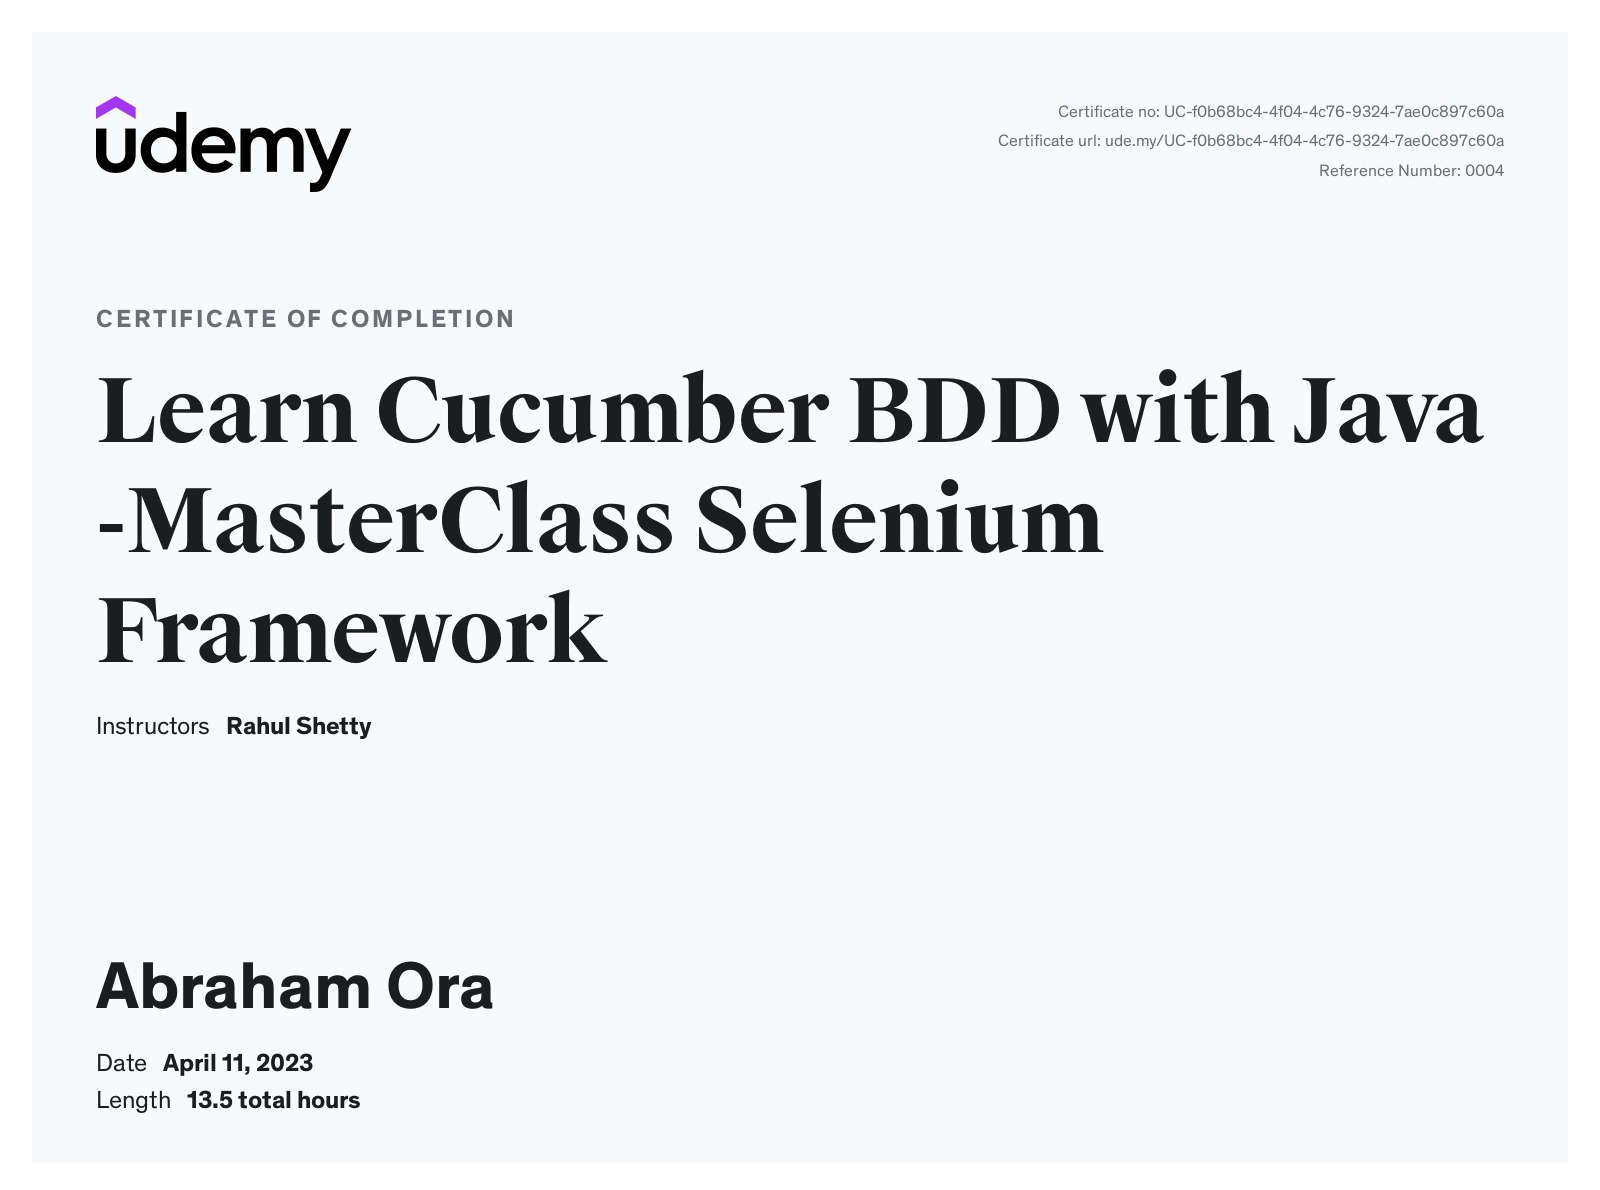 udemy
Certificate no: UC-f0b68bc4-4f04-4c76-9324-7ae0c897c60a
Certificate url: ude.my/UC-f0b68bc4-4f04-4c76-9324-7ae0c897c60a
Reference Number: 0004
CERTIFICATE OF COMPLETION
Learn Cucumber BDD with Java
-MasterClass Selenium
Framework
Instructors Rahul Shetty
Abraham Ora
Date April 11, 2023
Length 13.5 total hours